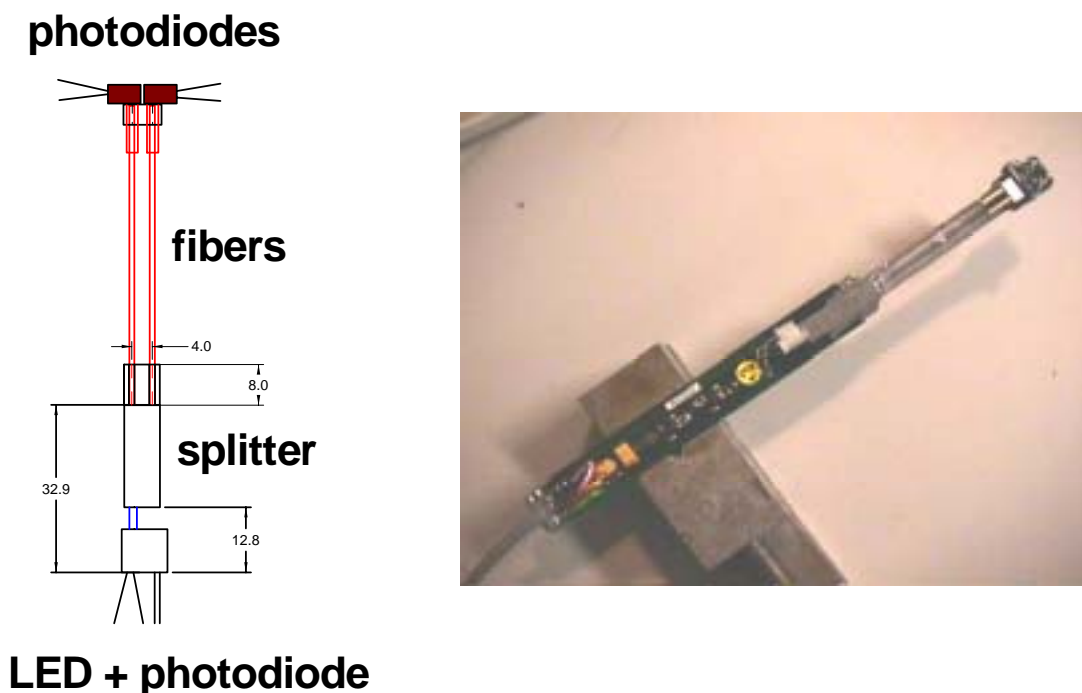 photodiodes
fibers
4.0
8.0
splitter
32.9
12.8
LED + photodiode